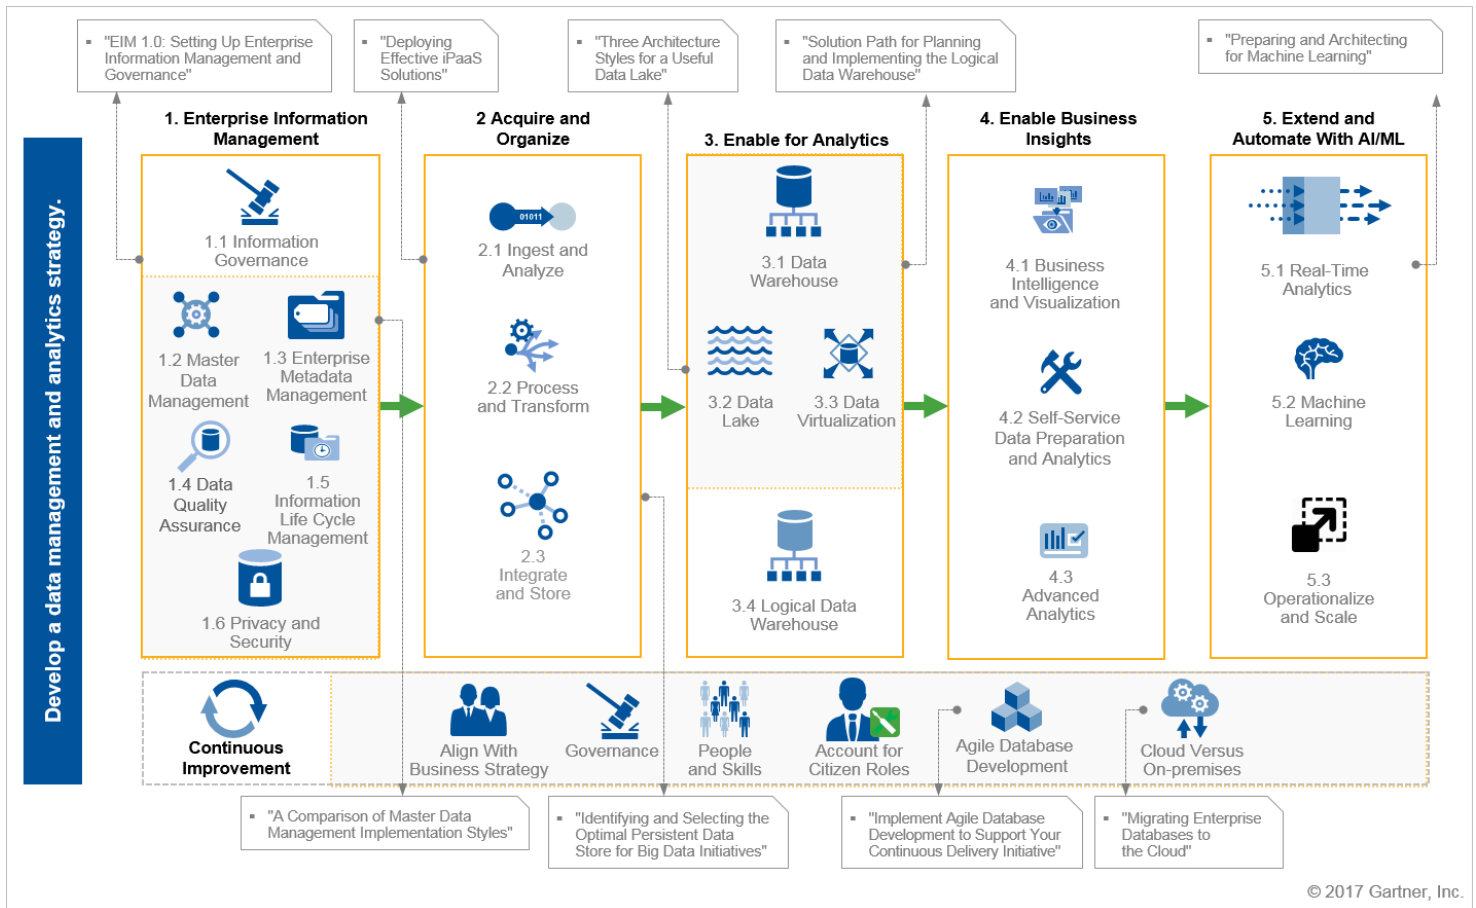 "EIM 1.0: Setting Up Enterprise
Information Management and
Governance"
"Deploying
Effective iPaaS
Solutions"
"Three Architecture
Styles for a Useful
Data Lake"
"Solution Path for Planning
and Implementing the Logical
Data Warehouse"
"Preparing and Architecting
for Machine Learning"
Develop a data management and analytics strategy.
1. Enterprise Information
Management
1.1 Information
Governance
1.2 Master
Data
Management
1.3 Enterprise
Metadata
Management
1.4 Data
Quality
Assurance
1.5
Information
Life Cycle
Management
1.6 Privacy and
Security
2 Acquire and
Organize
01011
2.1 Ingest and
Analyze
2.2 Process
and Transform
2.3
Integrate
and Store
3. Enable for Analytics
3.1 Data
Warehouse
3.2 Data
Lake
3.3 Data
Virtualization
3.4 Logical Data
Warehouse
4. Enable Business
Insights
4.1 Business
Intelligence
and Visualization
4.2 Self-Service
Data Preparation
and Analytics
4.3
Advanced
Analytics
5. Extend and
Automate With AI/ML
5.1 Real-Time
Analytics
5.2 Machine
Learning
5.3
Operationalize
and Scale
Continuous
Improvement
Align With
Business Strategy
Governance
People
and Skills
Account for
Citizen Roles
Agile Database
Development
Cloud Versus
On-premises
"A Comparison of Master Data
Management Implementation Styles"
"Identifying and Selecting the
Optimal Persistent Data
Store for Big Data Initiatives"
"Implement Agile Database
Development to Support Your
Continuous Delivery Initiative"
"Migrating Enterprise
Databases to
the Cloud"
© 2017 Gartner, Inc.